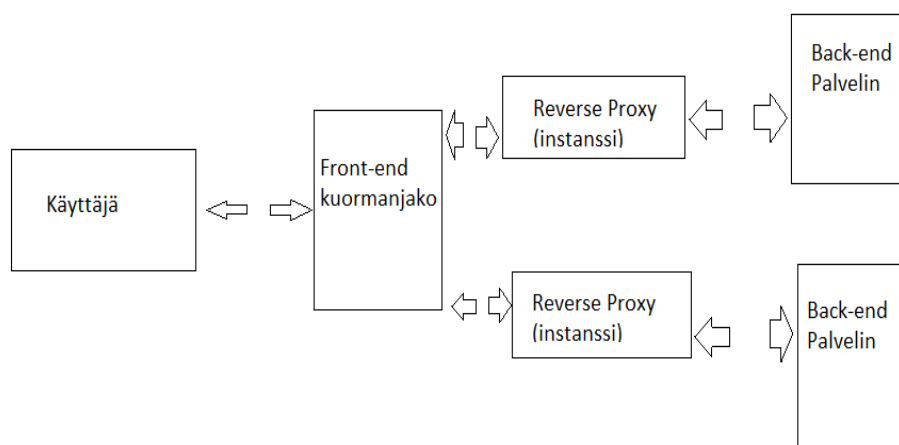 Käyttäjä
Front-end
kuormanjako
Reverse Proxy
(instanssi)
Back-end
Palvelin
Reverse Proxy
(instanssi)
Back-end
Palvelin